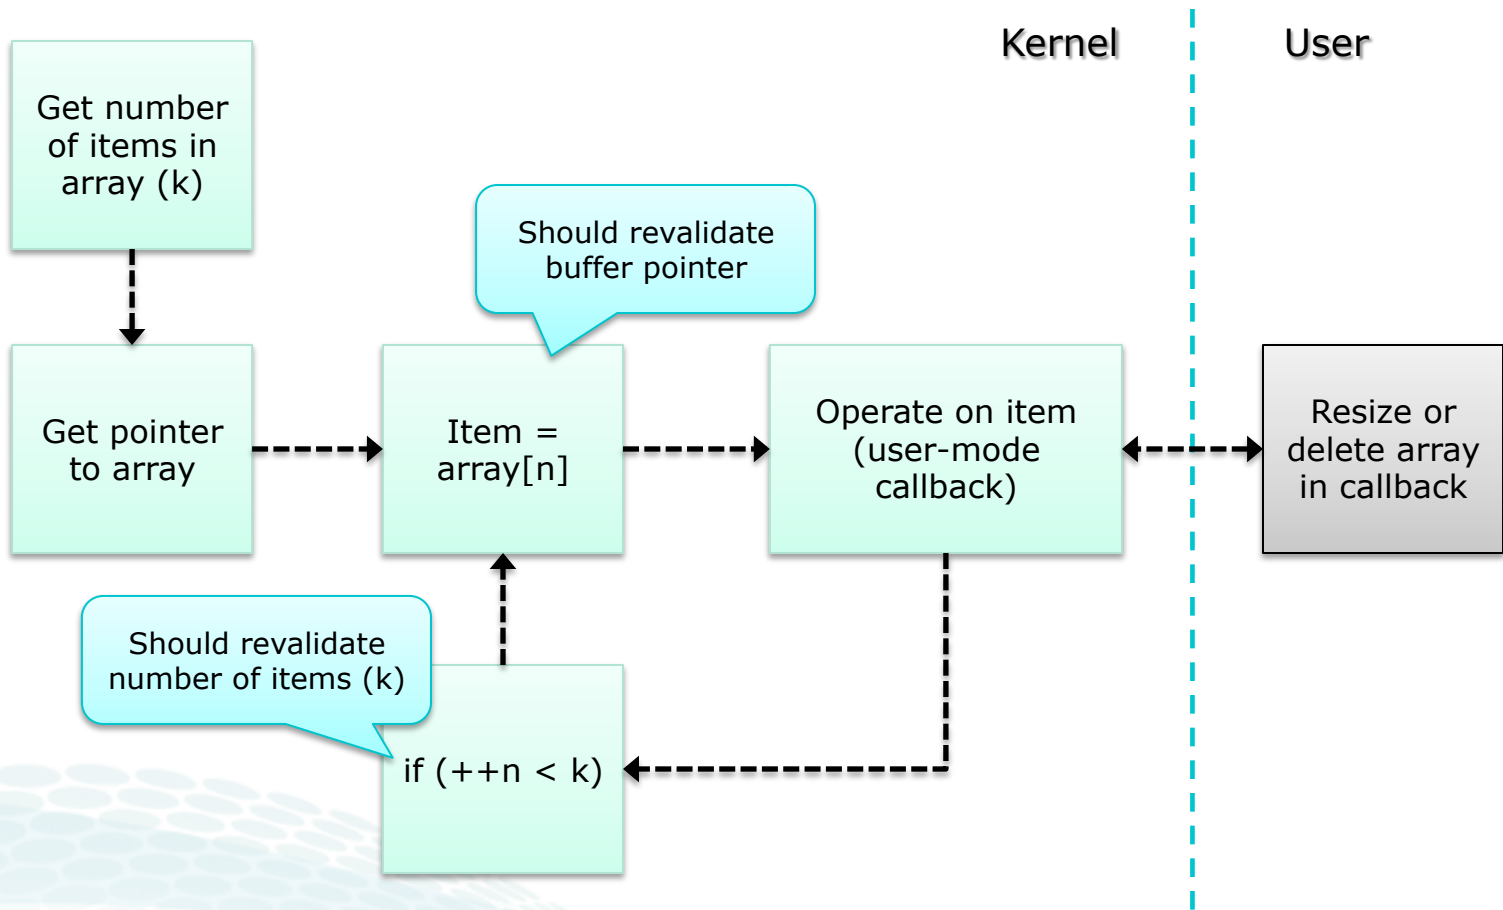 Kernel
User
Get number
of items in
array (k)
Should revalidate
buffer pointer
Get pointer
to array
Item =
array[n]
Operate on item
(user-mode
callback)
Resize or
delete array
in callback
Should revalidate
number of items (k)
if (++n < k)